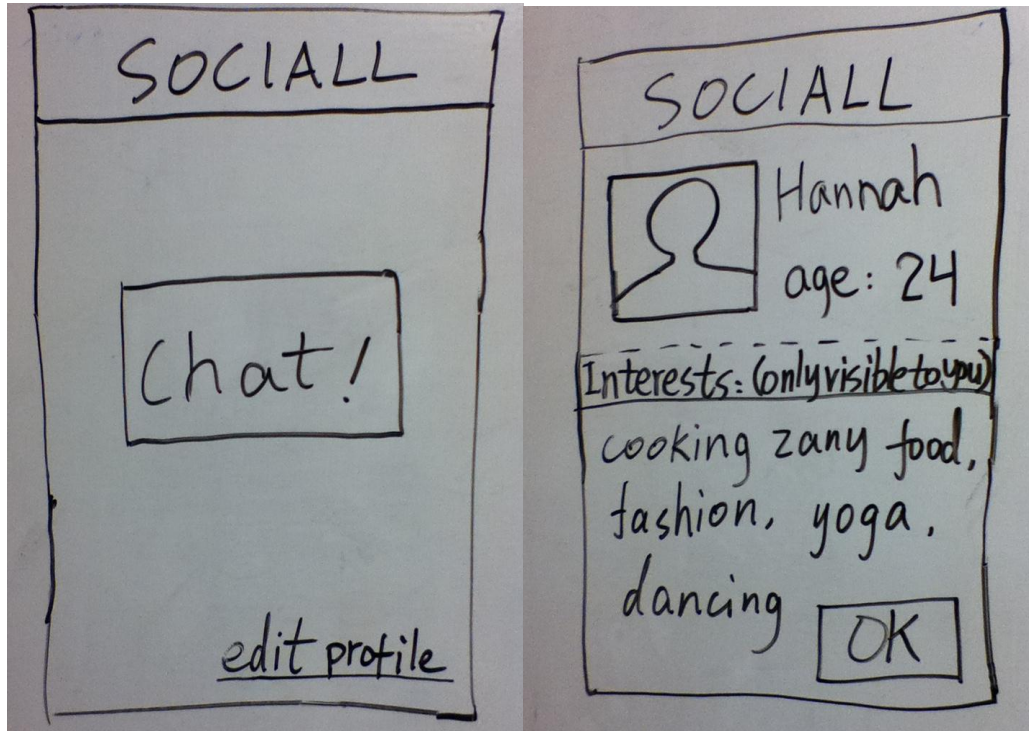 SOCIALL
Chat!
edit profile
SOCIALL
Hannah
age: 24
Interests: (only visible to you)
cooking zany food,
fashion, yoga,
dancing
OK